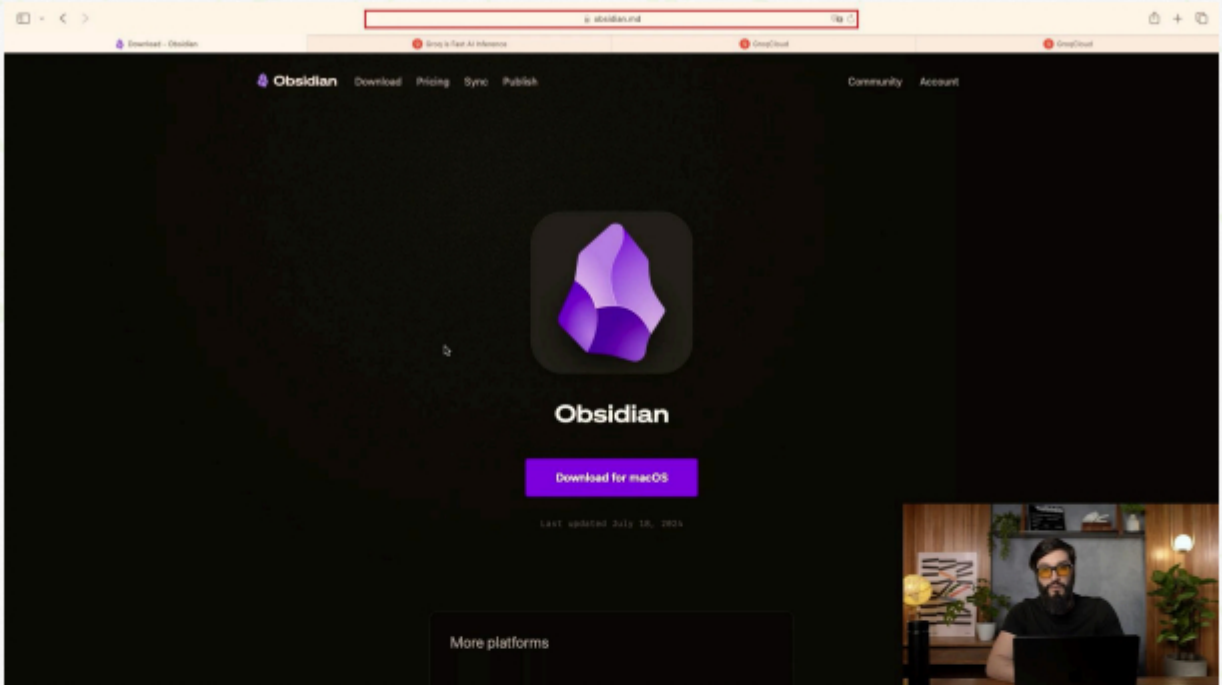 obsidian.md
Download - Obsidian
Groq is Fast AI Inference
GroqCloud
GroqCloud
Obsidian Download Pricing Sync Publish Community Account
Obsidian
Download for macOS
Last updated July 18, 2024
More platforms